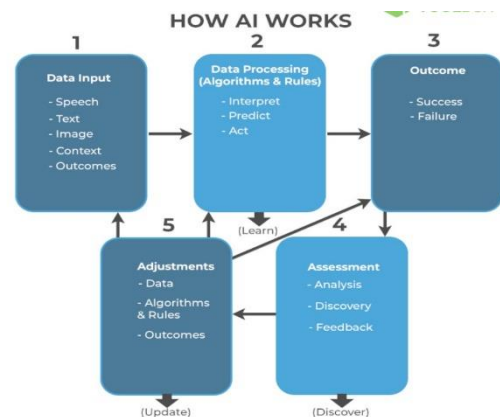 HOW AI WORKS
1
2
3
Data Input
- Speech
- Text
- Image
- Context
- Outcomes
Data Processing
(Algorithms & Rules)
- Interpret
- Predict
- Act
(Learn)
Outcome
- Success
- Failure
5
4
Adjustments
- Data
- Algorithms
& Rules
- Outcomes
(Update)
Assessment
- Analysis
- Discovery
- Feedback
(Discover)